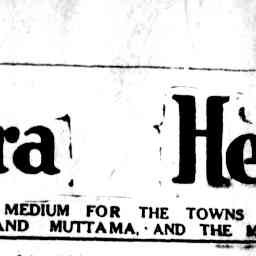 ra He
MEDIUM FOR THE TOWNS
AND MUTTAMA, AND THE M